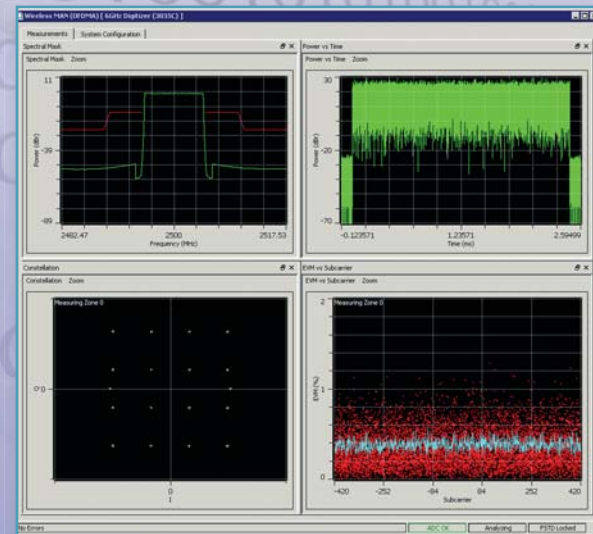 Wireless MAN (OFDMA) [ 6GHz Digitizer (3035C) ]
Measurements System Configuration
Spectral Mask
Spectral Mask Zoom
11
-39
-89
Power (dBr)
2482.47 2500 2517.53
Frequency (MHz)
Power vs Time
Power vs Time Zoom
30
-20
-70
Power (dBr)
-0.123571 1.23571 2.59499
Time (ms)
Constellation
Constellation Zoom
Measuring Zone 0
Q 0
0
I
EVM vs Subcarrier
EVM vs Subcarrier Zoom
Measuring Zone 0
2
1
0
EVM (%)
-420 -252 -84 84 252 420
Subcarrier
No Errors ADC OK Analyzing PSTD Locked